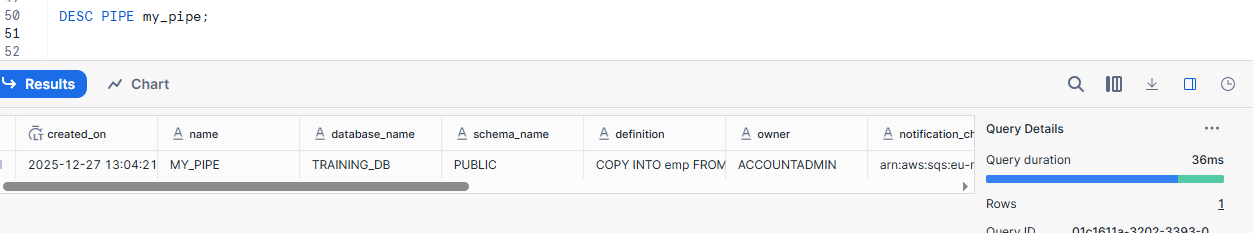 50 DESC PIPE my_pipe;
51
52
Results Chart
created_on name database_name schema_name definition owner notification_ch
2025-12-27 13:04:21 MY_PIPE TRAINING_DB PUBLIC COPY INTO emp FROM ACCOUNTADMIN arn:aws:sqs:eu-
Query Details
Query duration 36ms
Rows 1
Query ID 01c1611a-3202-3393-0